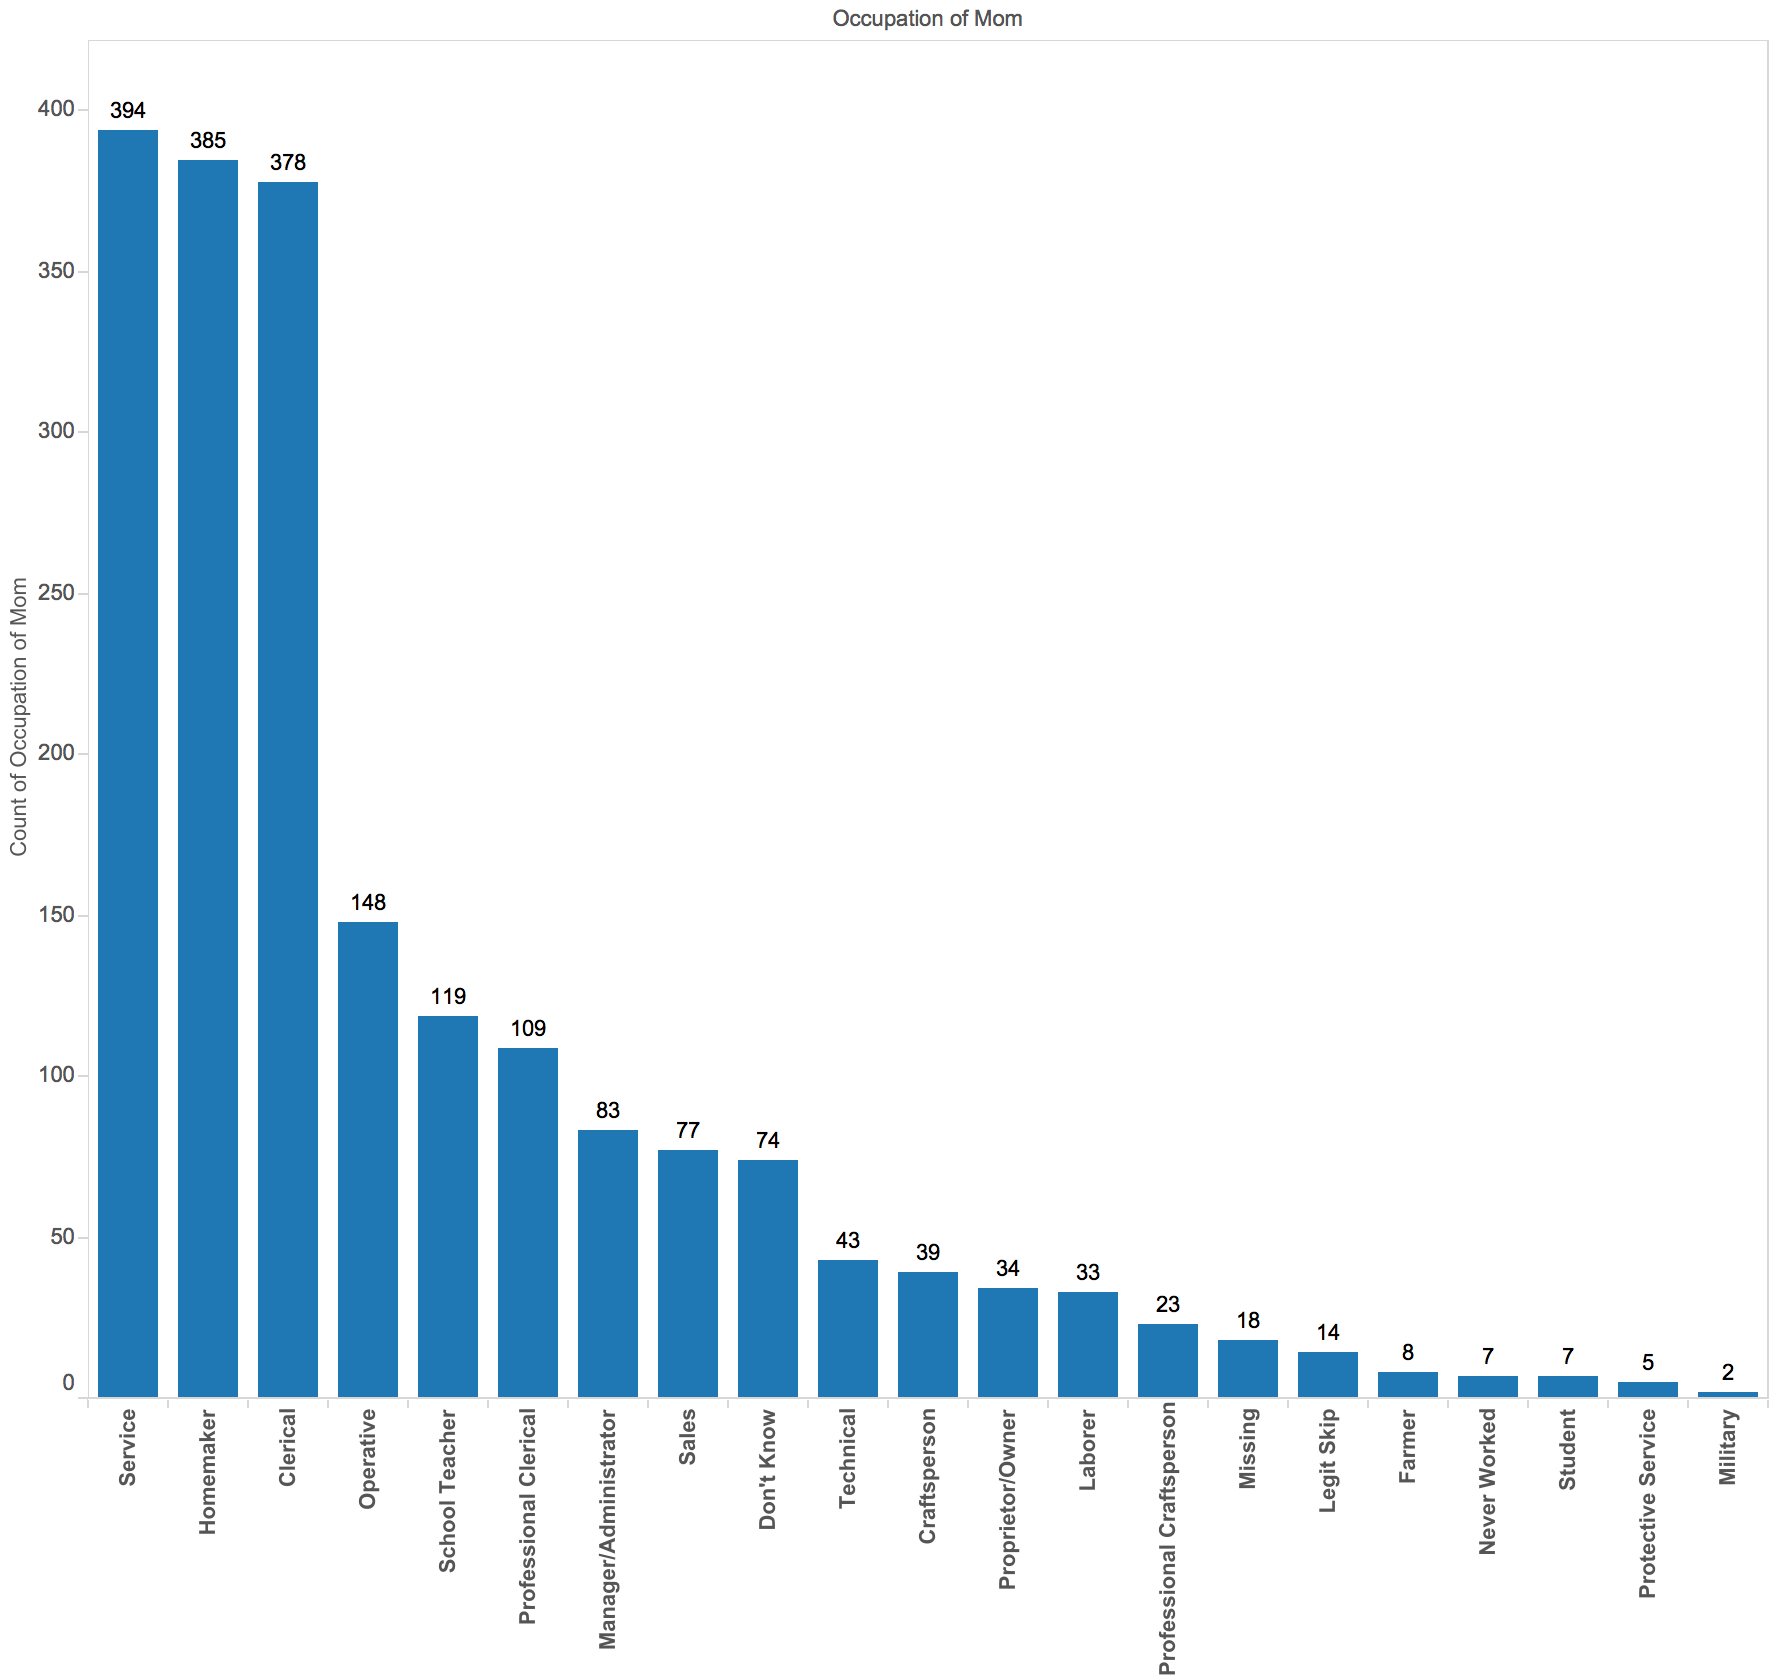 Occupation of Mom
Count of Occupation of Mom
400
350
300
250
200
150
100
50
0
394
385
378
148
119
109
83
77
74
43
39
34
33
23
18
14
8
7
7
5
2
Service
Homemaker
Clerical
Operative
School Teacher
Professional Clerical
Manager/Administrator
Sales
Don't Know
Technical
Craftsperson
Proprietor/Owner
Laborer
Professional Craftsperson
Missing
Legit Skip
Farmer
Never Worked
Student
Protective Service
Military